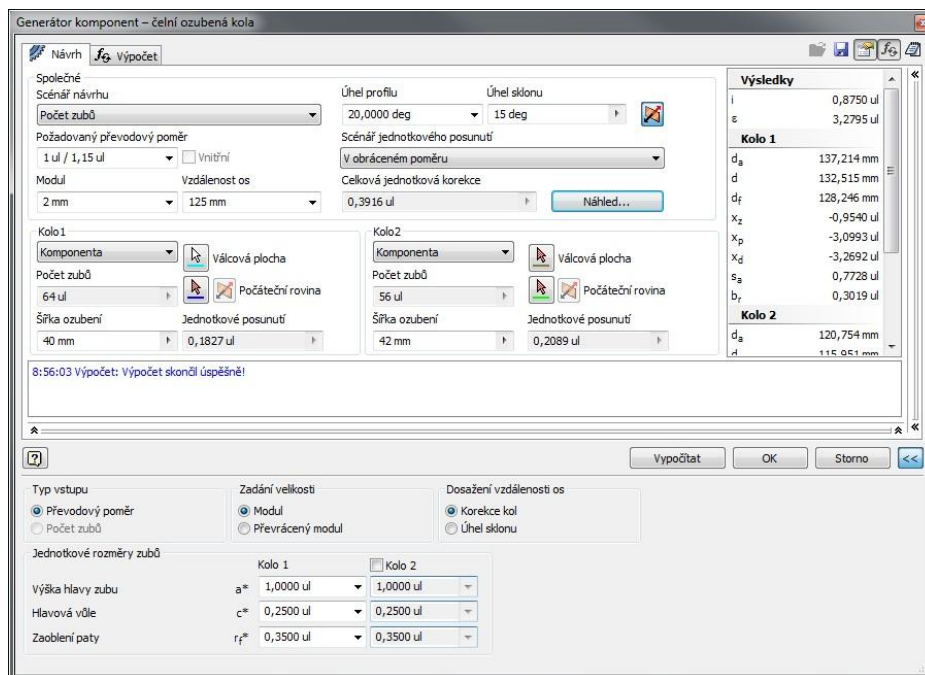 Generátor komponent – čelní ozubená kola
Návrh
Výpočet
Společné
Scénář návrhu
Počet zubů
Úhel profilu
20,0000 deg
Úhel sklonu
15 deg
Požadovaný převodový poměr
1 ul / 1,15 ul
Vnitřní
Scénář jednotkového posunutí
V obráceném poměru
Modul
2 mm
Vzdálenost os
125 mm
Celková jednotková korekce
0,3916 ul
Náhled...
Kolo1
Komponenta
Válcová plocha
Počet zubů
64 ul
Počáteční rovina
Šířka ozubení
40 mm
Jednotkové posunutí
0,1827 ul
Kolo2
Komponenta
Válcová plocha
Počet zubů
56 ul
Počáteční rovina
Šířka ozubení
42 mm
Jednotkové posunutí
0,2089 ul
Výsledky
i 0,8750 ul
ε 3,2795 ul
Kolo 1
da 137,214 mm
d 132,515 mm
df 128,246 mm
xz -0,9540 ul
xp -3,0993 ul
xd -3,2692 ul
sa 0,7728 ul
br 0,3019 ul
Kolo 2
da 120,754 mm
d 115,951 mm
8:56:03 Výpočet: Výpočet skončil úspěšně!
Vypočítat
OK
Storno
<<
Typ vstupu
Převodový poměr
Počet zubů
Zadání velikosti
Modul
Převrácený modul
Dosažení vzdálenosti os
Korekce kol
Úhel sklonu
Jednotkové rozměry zubů
Kolo 1 Kolo 2
Výška hlavy zubu a* 1,0000 ul 1,0000 ul
Hlavová vůle c* 0,2500 ul 0,2500 ul
Zaoblení paty rf* 0,3500 ul 0,3500 ul